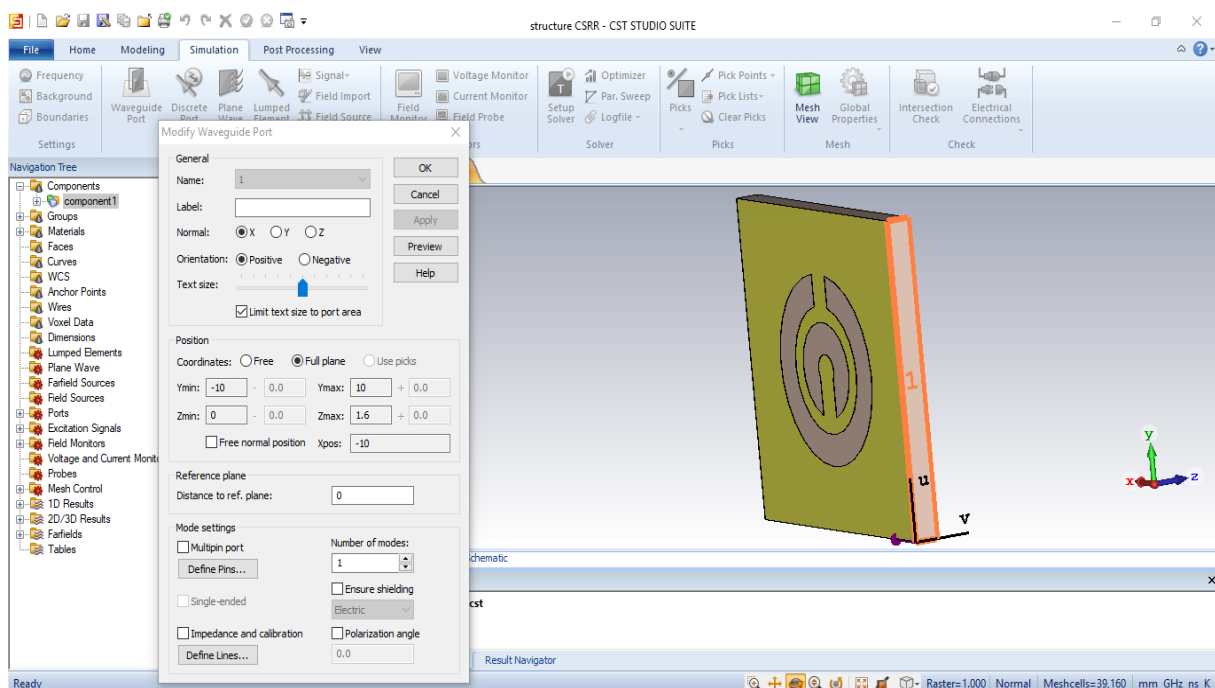 structure CSRR - CST STUDIO SUITE
File Home Modeling Simulation Post Processing View
Frequency
Background
Boundaries
Settings
Waveguide Port
Discrete Port
Plane Wave
Lumped Element
Signal
Field Import
Field Source
Field Monitor
Voltage Monitor
Current Monitor
Field Probe
Setup Solver
Optimizer
Par. Sweep
Logfile
Solver
Picks
Pick Points
Pick Lists
Clear Picks
Picks
Mesh View
Global Properties
Mesh
Intersection Check
Electrical Connections
Check
Navigation Tree
Components
component1
Groups
Materials
Faces
Curves
WCS
Anchor Points
Wires
Voxel Data
Dimensions
Lumped Elements
Plane Wave
Farfield Sources
Field Sources
Ports
Excitation Signals
Field Monitors
Voltage and Current Monit
Probes
Mesh Control
1D Results
2D/3D Results
Farfields
Tables
Modify Waveguide Port
General
Name: 1
Label:
Normal: X Y Z
Orientation: Positive Negative
Text size:
Limit text size to port area
OK
Cancel
Apply
Preview
Help
Position
Coordinates: Free Full plane Use picks
Ymin: -10 - 0.0 Ymax: 10 + 0.0
Zmin: 0 - 0.0 Zmax: 1.6 + 0.0
Free normal position Xpos: -10
Reference plane
Distance to ref. plane: 0
Mode settings
Multipin port
Define Pins...
Number of modes:
1
Single-ended
Ensure shielding
Electric
Impedance and calibration
Define Lines...
Polarization angle
0.0
1
u
v
y
x
z
Schematic
cst
Result Navigator
Ready
Raster=1.000 Normal Meshcells=39,160 mm GHz ns K